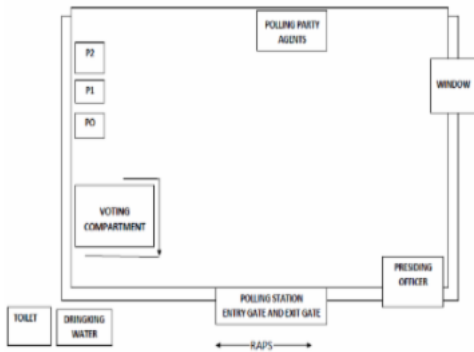 POLLING PARTY
AGENTS
P2
P1
PO
WINDOW
VOTING
COMPARTMENT
PRESIDING
OFFICER
POLLING STATION
ENTRY GATE AND EXIT GATE
TOILET
DRINGKING
WATER
RAPS